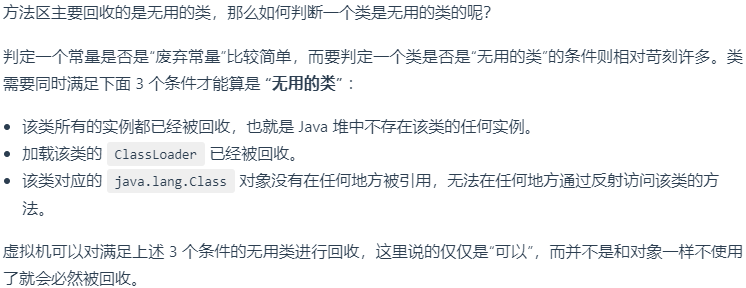 方法区主要回收的是无用的类，那么如何判断一个类是无用的类的呢？
判定一个常量是否是“废弃常量”比较简单，而要判定一个类是否是“无用的类”的条件则相对苛刻许多。类
需要同时满足下面 3 个条件才能算是 “无用的类” ：
该类所有的实例都已经被回收，也就是 Java 堆中不存在该类的任何实例。
加载该类的 ClassLoader 已经被回收。
该类对应的 java.lang.Class 对象没有在任何地方被引用，无法在任何地方通过反射访问该类的方
法。
虚拟机可以对满足上述 3 个条件的无用类进行回收，这里说的仅仅是“可以”，而并不是和对象一样不使用
了就会必然被回收。